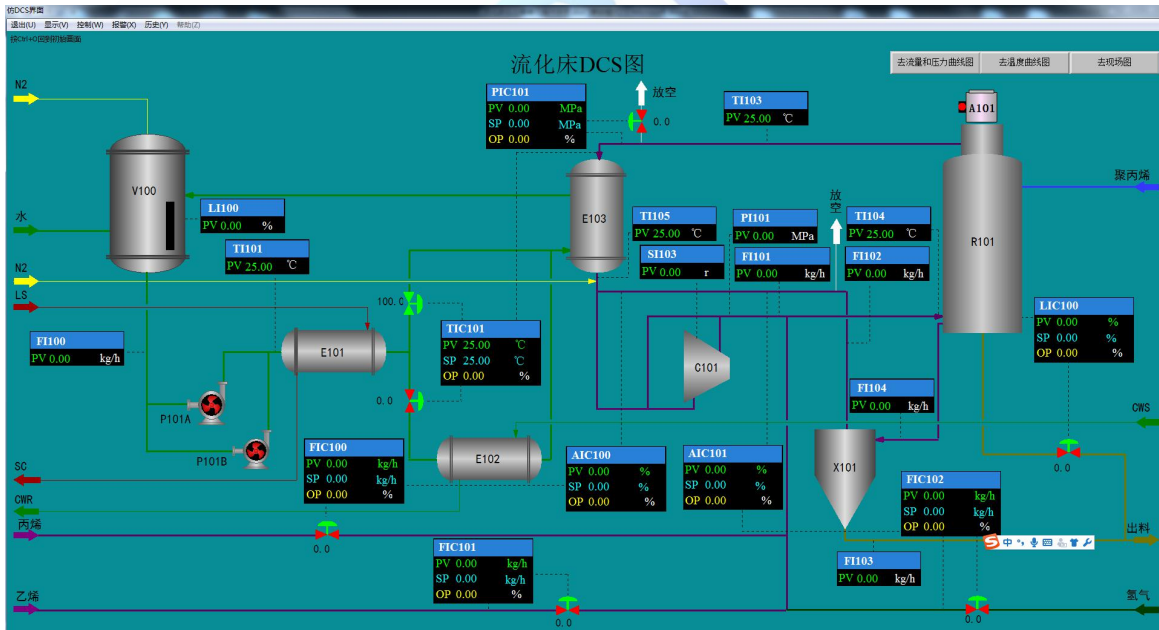 仿DCS界面
退出(U) 显示(V) 控制(W) 报警(X) 历史(Y) 帮助(Z)
按Ctrl+O回到初始画面)
流化床DCS图
去流量和压力曲线图 去温度曲线图 去现场图
N2
PIC101
PV 0.00 MPa
SP 0.00 MPa
OP 0.00 %
放空
0.0
TI103
PV 25.00 ℃
A101
V100
聚丙烯
水
LI100
PV 0.00 %
E103
放空
TI105
PV 25.00 ℃
PI101
PV 0.00 MPa
TI104
PV 25.00 ℃
R101
TI101
PV 25.00 ℃
SI103
PV 0.00 r
FI101
PV 0.00 kg/h
FI102
PV 0.00 kg/h
N2
LS
100.0
LIC100
PV 0.00 %
SP 0.00 %
OP 0.00 %
FI100
PV 0.00 kg/h
E101
TIC101
PV 25.00 ℃
SP 25.00 ℃
OP 0.00 %
C101
0.0
FI104
PV 0.00 kg/h
P101A
CWS
P101B
FIC100
PV 0.00 kg/h
SP 0.00 kg/h
OP 0.00 %
E102
AIC100
PV 0.00 %
SP 0.00 %
OP 0.00 %
AIC101
PV 0.00 %
SP 0.00 %
OP 0.00 %
X101
0.0
SC
FIC102
PV 0.00 kg/h
SP 0.00 kg/h
OP 0.00 %
CWR
丙烯
0.0
出料
中
FIC101
PV 0.00 kg/h
SP 0.00 kg/h
OP 0.00 %
FI103
PV 0.00 kg/h
乙烯
0.0
0.0
氢气